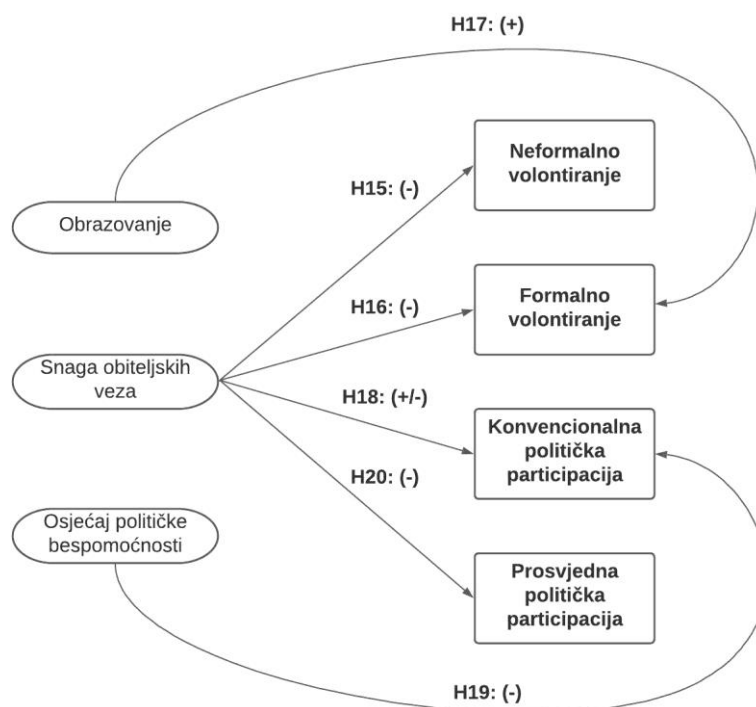 H17: (+)
Neformalno
volontiranje
H15: (-)
Obrazovanje
Formalno
volontiranje
H16: (-)
Snaga obiteljskih
veza
H18: (+/-)
Konvencionalna
politička
participacija
H20: (-)
Osjećaj političke
bespomoćnosti
Prosvjedna
politička
participacija
H19: (-)